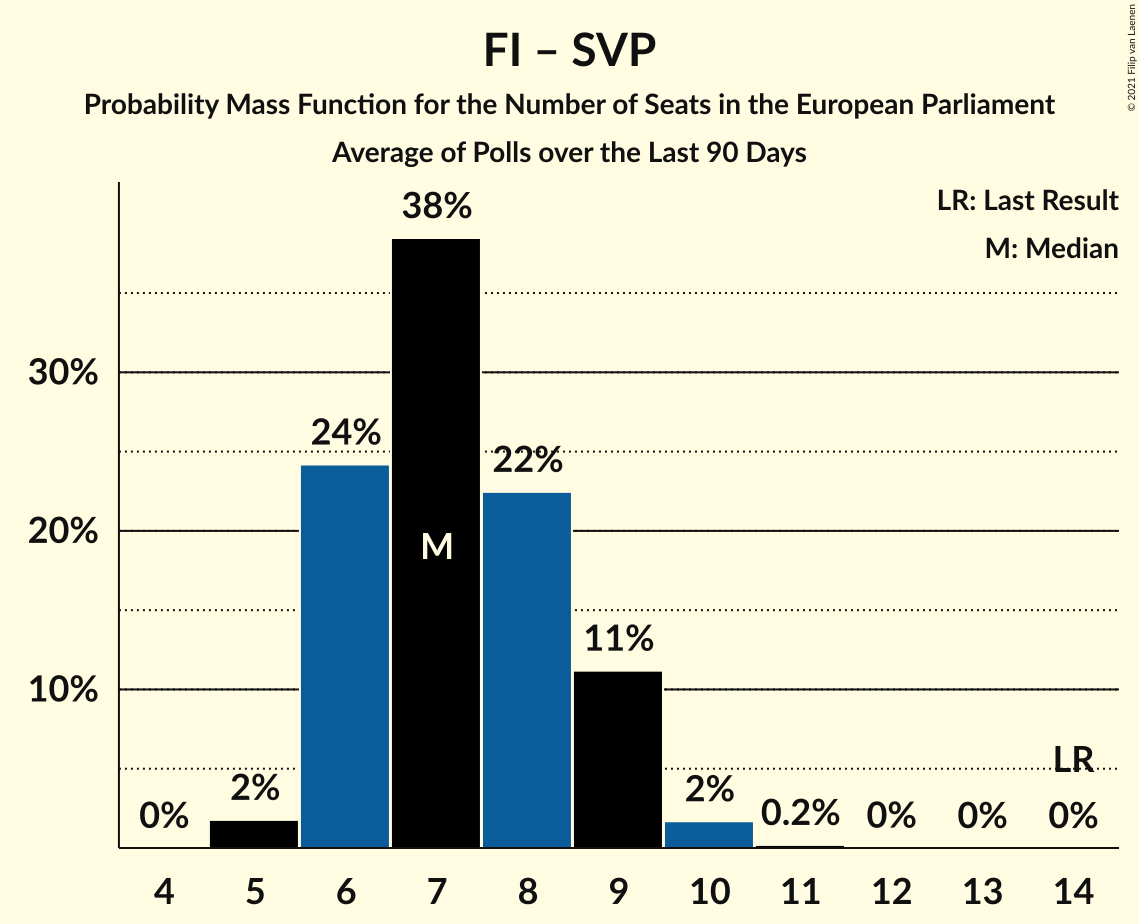 FI – SVP
Probability Mass Function for the Number of Seats in the European Parliament
Average of Polls over the Last 90 Days
© 2021 Filip van Laenen
LR: Last Result
M: Median
38%
30%
24%
22%
20%
M
11%
10%
LR
0%
2%
2%
0.2%
0%
0%
0%
4 5 6 7 8 9 10 11 12 13 14